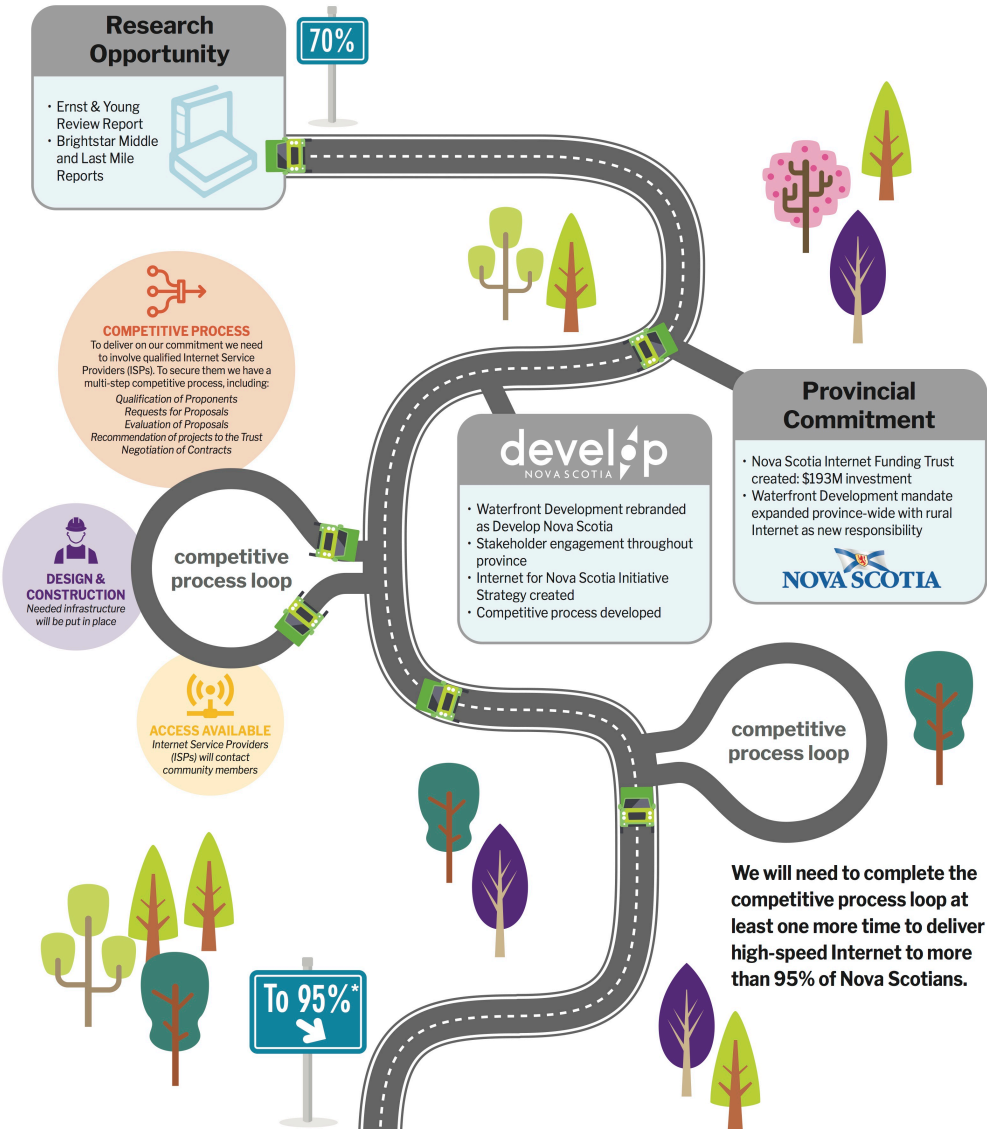 Research
Opportunity
• Ernst & Young
Review Report
• Brightstar Middle
and Last Mile
Reports
70%
COMPETITIVE PROCESS
To deliver on our commitment we need
to involve qualified Internet Service
Providers (ISPs). To secure them we have a
multi-step competitive process, including:
Qualification of Proponents
Requests for Proposals
Evaluation of Proposals
Recommendation of projects to the Trust
Negotiation of Contracts
Provincial
Commitment
• Nova Scotia Internet Funding Trust
created: $193M investment
• Waterfront Development mandate
expanded province-wide with rural
Internet as new responsibility
NOVA SCOTIA
develop
NOVA SCOTIA
• Waterfront Development rebranded
as Develop Nova Scotia
• Stakeholder engagement throughout
province
• Internet for Nova Scotia Initiative
Strategy created
• Competitive process developed
competitive
process loop
DESIGN &
CONSTRUCTION
Needed infrastructure
will be put in place
ACCESS AVAILABLE
Internet Service Providers
(ISPs) will contact
community members
competitive
process loop
We will need to complete the
competitive process loop at
least one more time to deliver
high-speed Internet to more
than 95% of Nova Scotians.
To 95%*